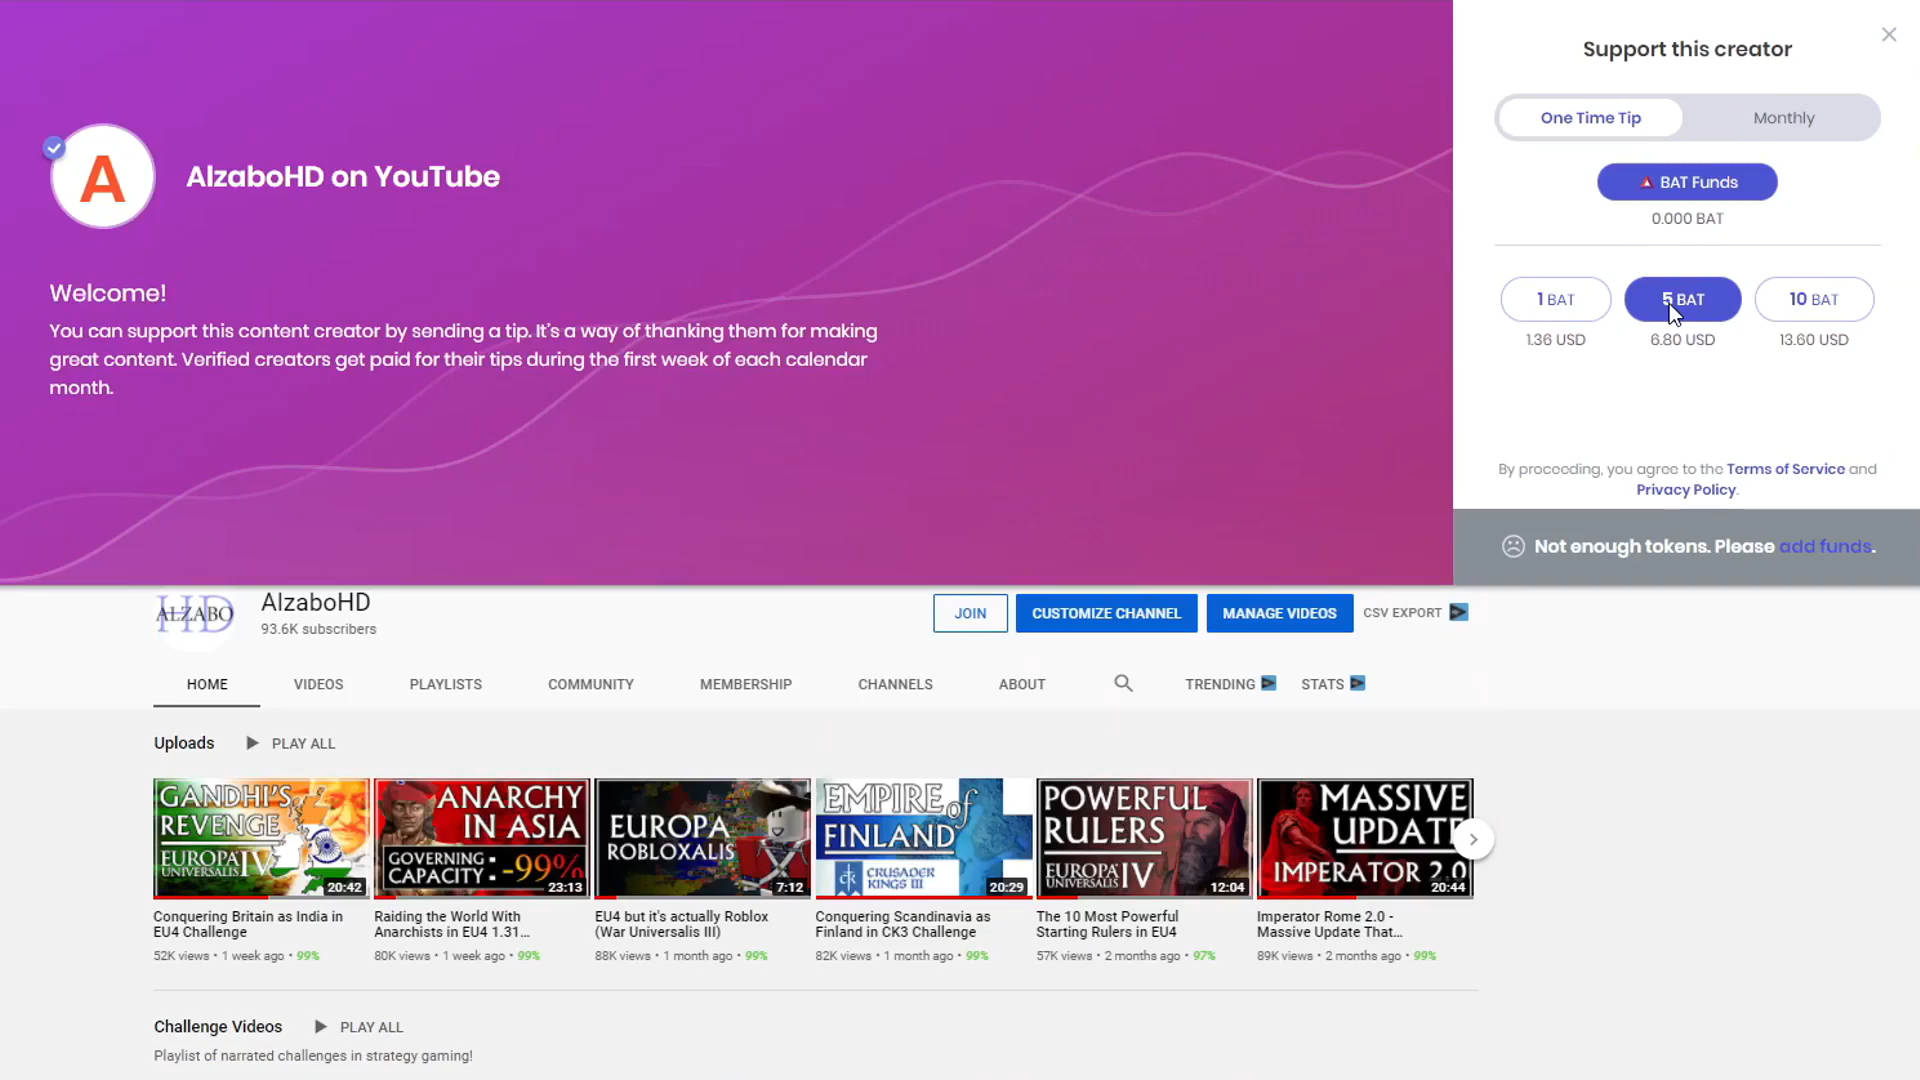 Support this creator
One Time Tip
Monthly
BAT Funds
0.000 BAT
A
AlzaboHD on YouTube
Welcome!
You can support this content creator by sending a tip. It's a way of thanking them for making
great content. Verified creators get paid for their tips during the first week of each calendar
month.
1 BAT
5 BAT
10 BAT
1.36 USD
6.80 USD
13.60 USD
By proceeding, you agree to the Terms of Service and
Privacy Policy.
Not enough tokens. Please add funds.
HD
ALZABO
AlzaboHD
93.6K subscribers
JOIN
CUSTOMIZE CHANNEL
MANAGE VIDEOS
CSV EXPORT
HOME
VIDEOS
PLAYLISTS
COMMUNITY
MEMBERSHIP
CHANNELS
ABOUT
TRENDING
STATS
Uploads
PLAY ALL
GANDHI'S
REVENGE
EUROPA
UNIVERSALIS IV
20:42
Conquering Britain as India in
EU4 Challenge
52K views • 1 week ago • 99%
ANARCHY
IN ASIA
GOVERNING
CAPACITY: -99%
23:13
Raiding the World With
Anarchists in EU4 1.31...
80K views • 1 week ago • 99%
EUROPA
ROBLOXALIS
7:12
EU4 but it's actually Roblox
(War Universalis III)
88K views • 1 month ago • 99%
EMPIRE of
FINLAND
CRUSADER
KINGS III
20:29
Conquering Scandinavia as
Finland in CK3 Challenge
82K views • 1 month ago • 99%
POWERFUL
RULERS
EUROPA
UNIVERSALIS IV
12:04
The 10 Most Powerful
Starting Rulers in EU4
57K views • 2 months ago • 97%
MASSIVE
UPDATE
IMPERATOR 2.0
20:44
Imperator Rome 2.0 -
Massive Update That...
89K views • 2 months ago • 99%
Challenge Videos
PLAY ALL
Playlist of narrated challenges in strategy gaming!